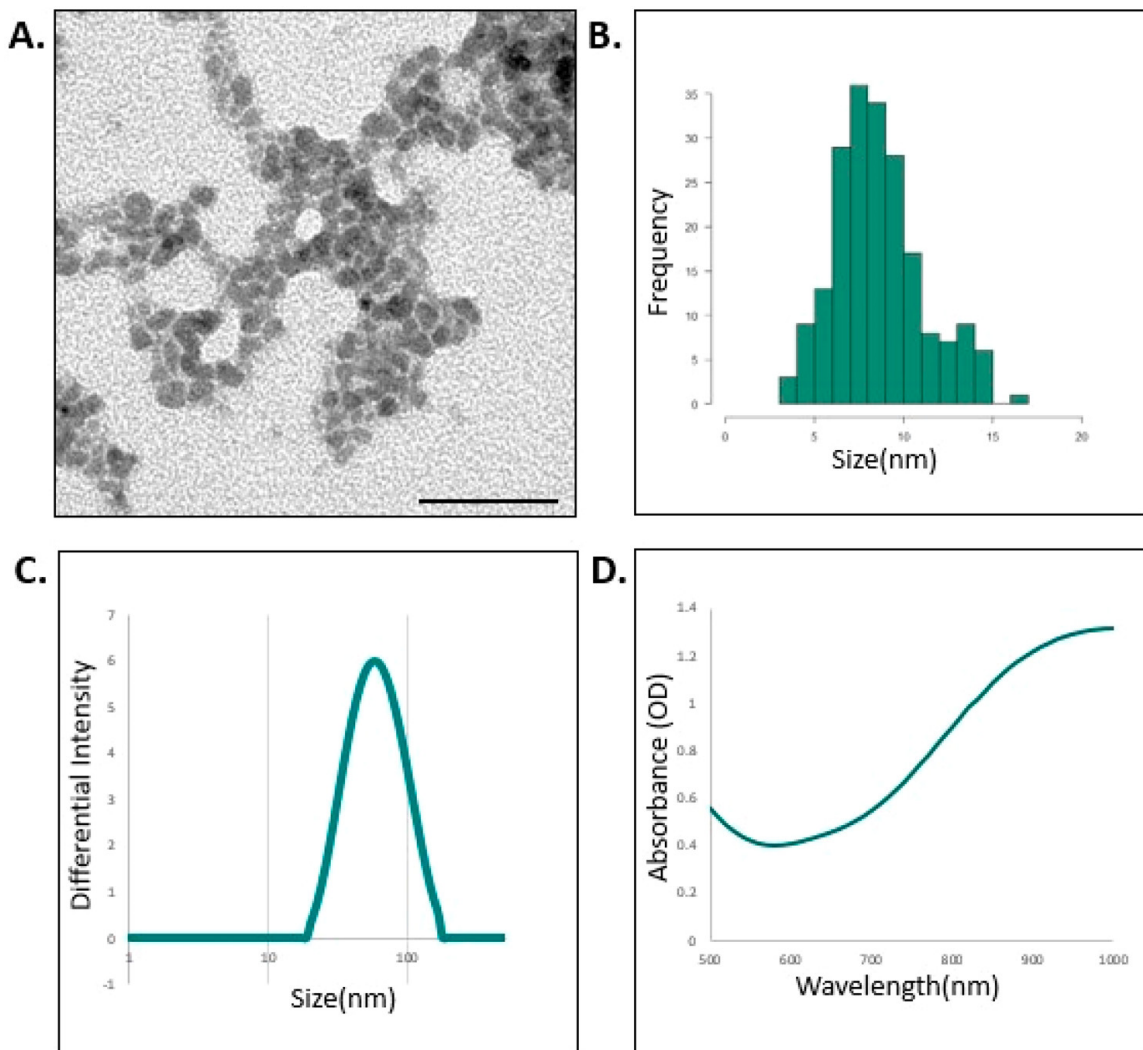 A.
B.
35
30
25
20
15
10
5
0
Frequency
0 5 10 15 20
Size(nm)
C.
7
6
5
4
3
2
1
0
-1
Differential Intensity
1 10 100
Size(nm)
D.
1.4
1.2
1
0.8
0.6
0.4
0.2
0
Absorbance (OD)
500 600 700 800 900 1000
Wavelength(nm)